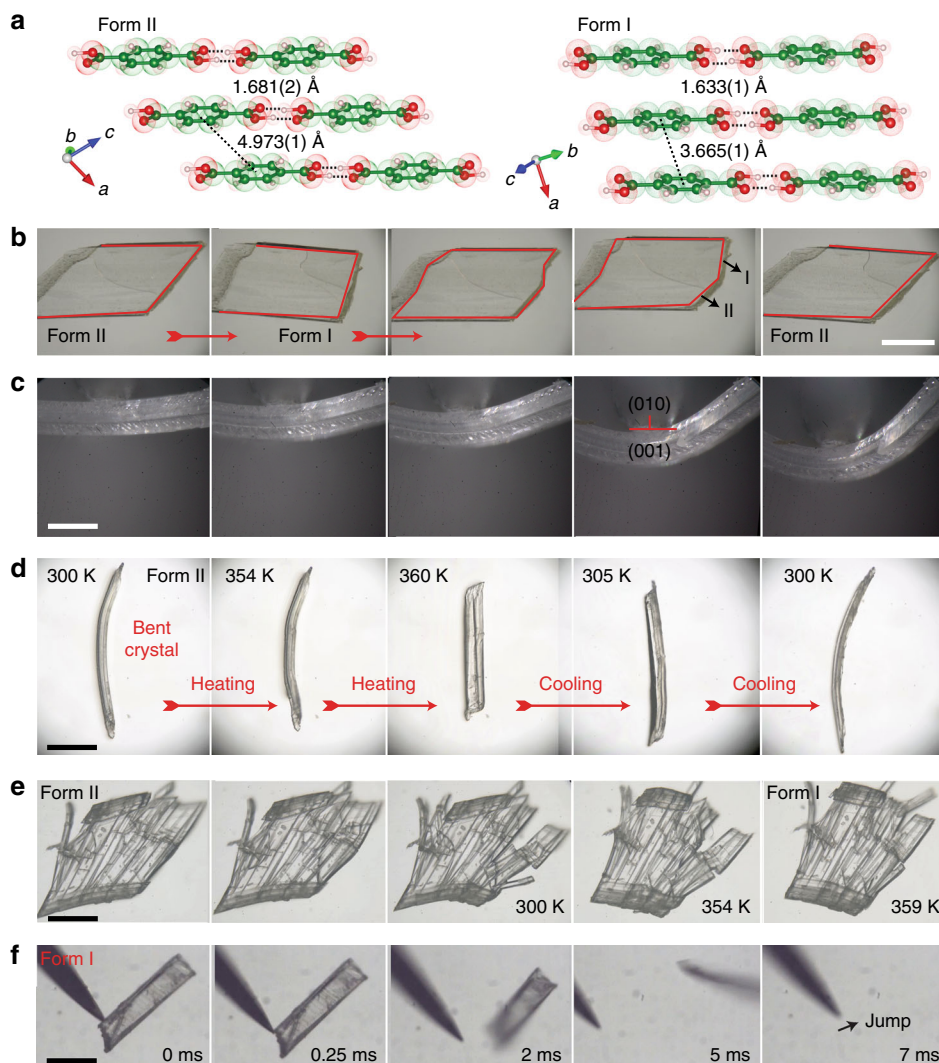 a
Form II
Form I
1.681(2) Å
1.633(1) Å
4.973(1) Å
3.665(1) Å
b
c
a
b
c
a
b
Form II
Form I
I
II
Form II
c
(010)
(001)
d
300 K
Form II
354 K
360 K
305 K
300 K
Bent
crystal
Heating
Heating
Cooling
Cooling
e
Form II
Form I
300 K
354 K
359 K
f
Form I
Jump
0 ms
0.25 ms
2 ms
5 ms
7 ms